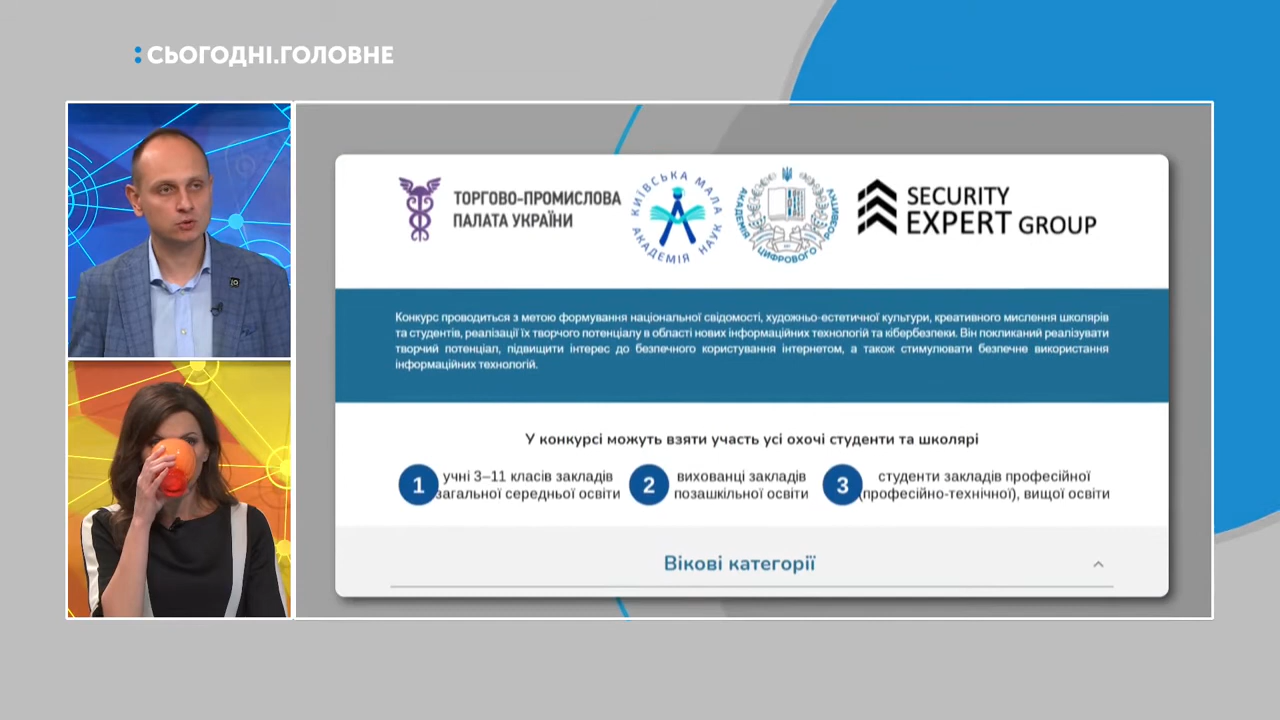 :СЬОГОДНІ.ГОЛОВНЕ
ТОРГОВО-ПРОМИСЛОВА
ПАЛАТА УКРАЇНИ
КИЇВСЬКА МАЛА
АКАДЕМІЯ НАУК
АКАДЕМІЯ ЦИФРОВОГО РОЗВИТКУ
SECURITY
EXPERT GROUP
Конкурс проводиться з метою формування національної свідомості, художньо-естетичної культури, креативного мислення школярів
та студентів, реалізації їх творчого потенціалу в області нових інформаційних технологій та кібербезпеки. Він покликаний реалізувати
творчий потенціал, підвищити інтерес до безпечного користування інтернетом, а також стимулювати безпечне використання
інформаційних технологій.
У конкурсі можуть взяти участь усі охочі студенти та школярі
1
учні 3–11 класів закладів
загальної середньої освіти
2
вихованці закладів
позашкільної освіти
3
студенти закладів професійної
(професійно-технічної), вищої освіти
Вікові категорії